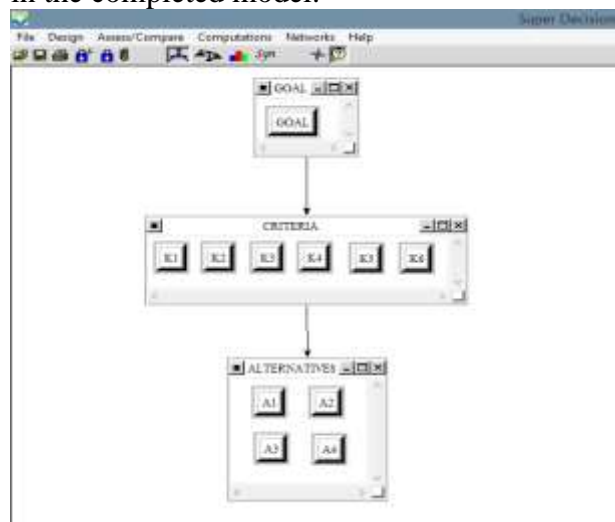 in the completed model.
Super Decision
File Design Assess/Compare Computations Networks Help
Syn
GOAL
GOAL
CRITERIA
K1 K2 K3 K4 K5 K6
ALTERNATIVES
A1 A2
A3 A4